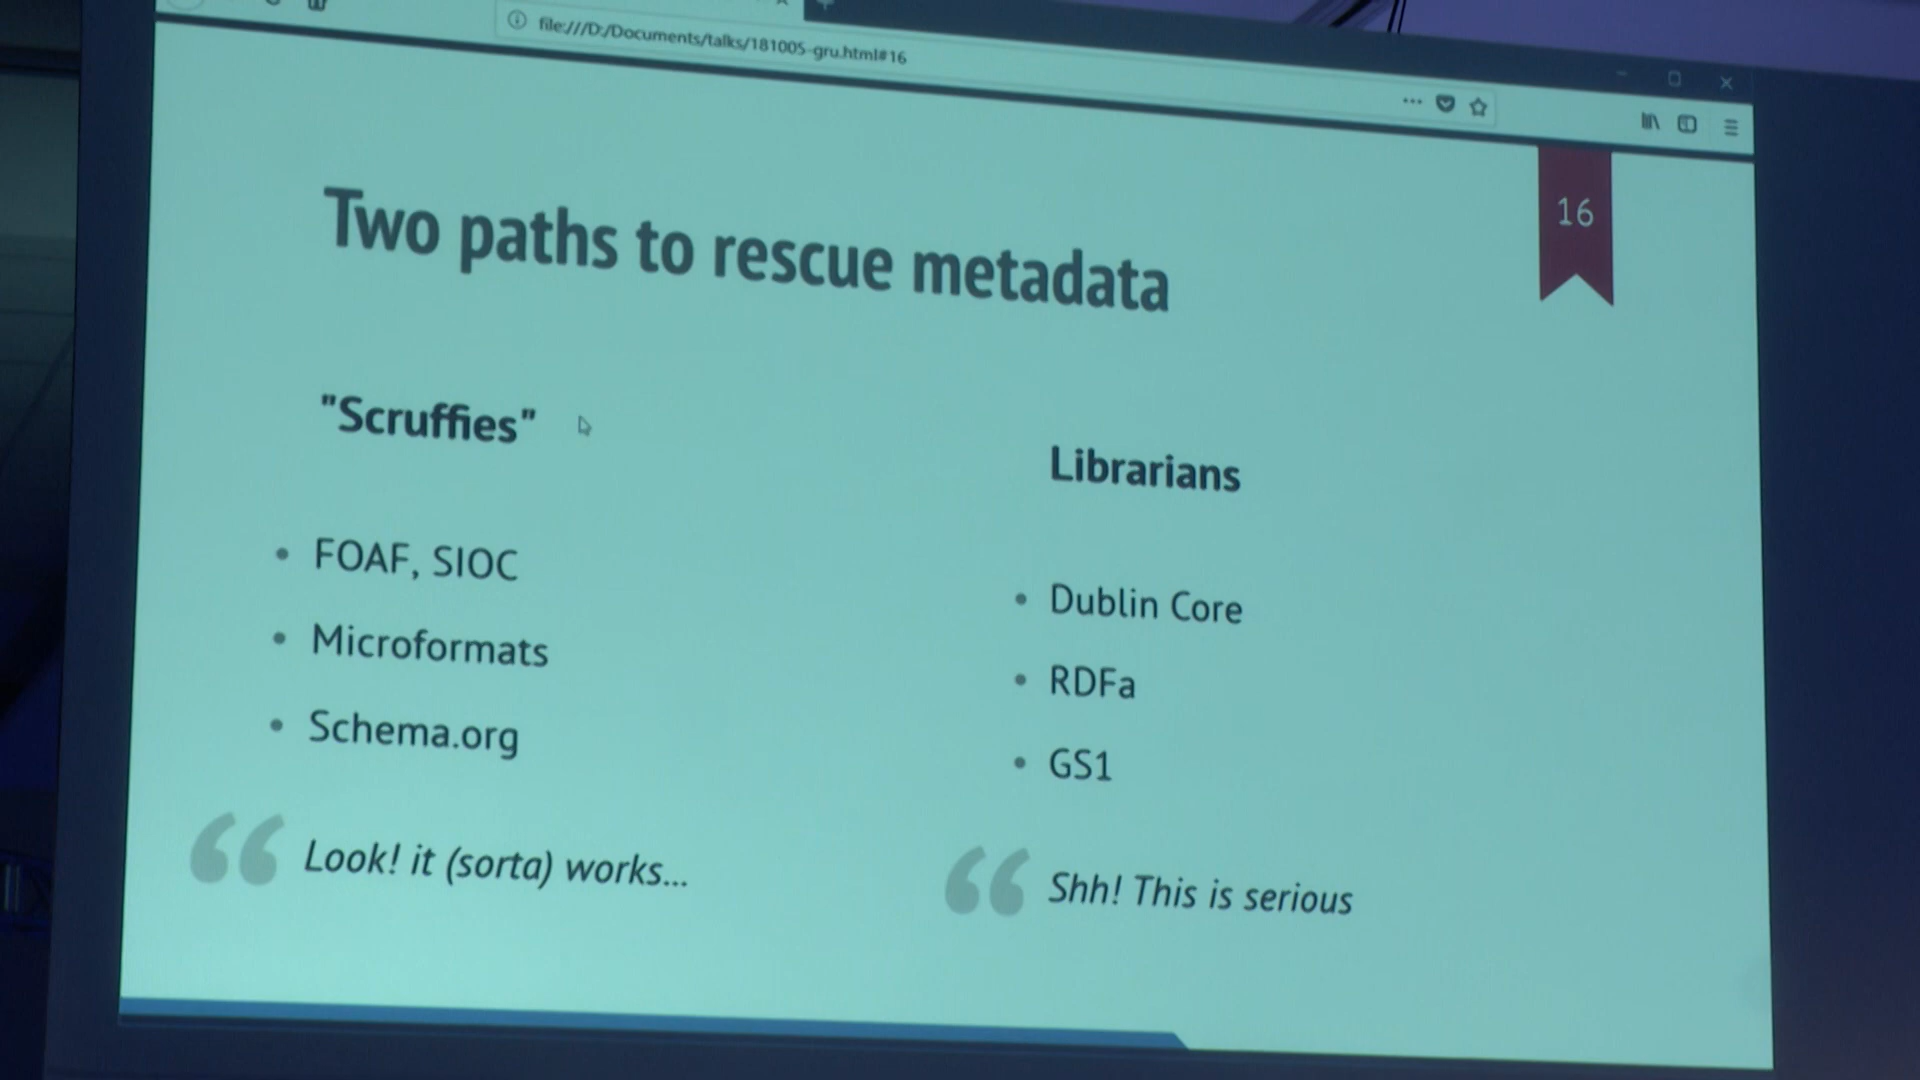 file:///D:/Documents/talks/181005-gru.html#16
16
Two paths to rescue metadata
"Scruffies"
• FOAF, SIOC
• Microformats
• Schema.org
“ Look! it (sorta) works...
Librarians
• Dublin Core
• RDFa
• GS1
“ Shh! This is serious